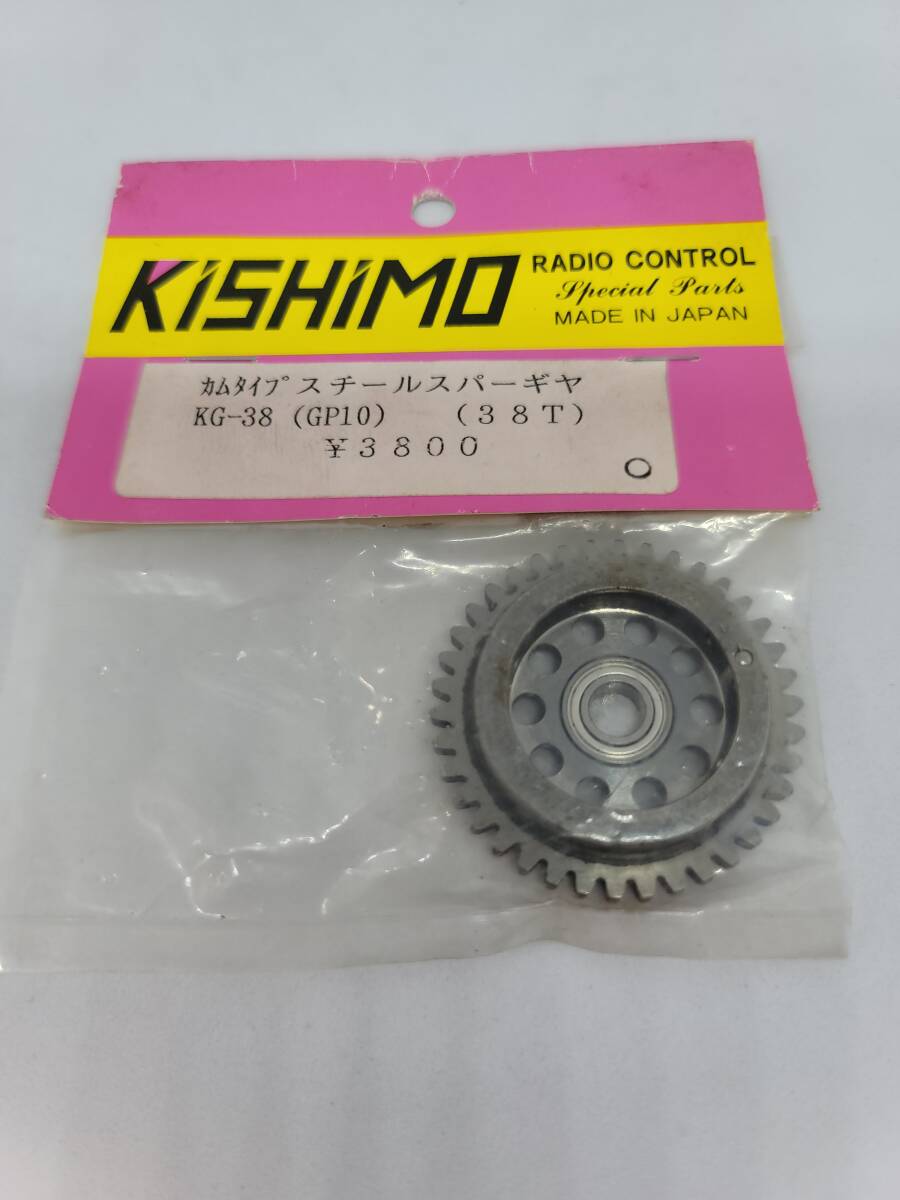 KiSHiMO
RADIO CONTROL
Special Parts
MADE IN JAPAN
ｶﾑﾀｲﾌﾟスチールスパーギヤ
KG-38 (GP10) (38T)
¥3800